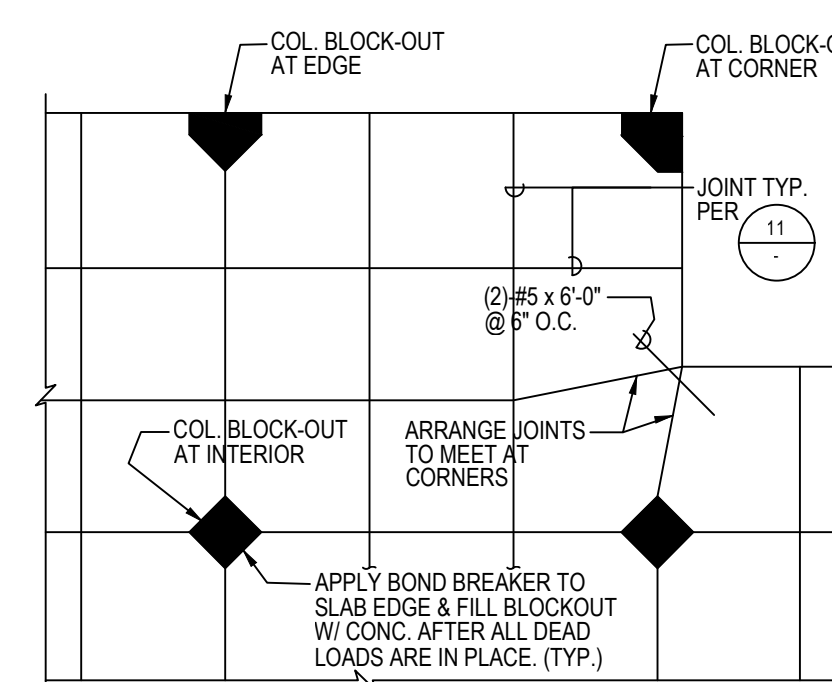 COL. BLOCK-OUT
AT EDGE
COL. BLOCK-
AT CORNER
JOINT TYP.
PER
11
-
(2)-#5 x 6'-0"
@ 6" O.C.
COL. BLOCK-OUT
AT INTERIOR
ARRANGE JOINTS
TO MEET AT
CORNERS
APPLY BOND BREAKER TO
SLAB EDGE & FILL BLOCKOUT
W/ CONC. AFTER ALL DEAD
LOADS ARE IN PLACE. (TYP.)